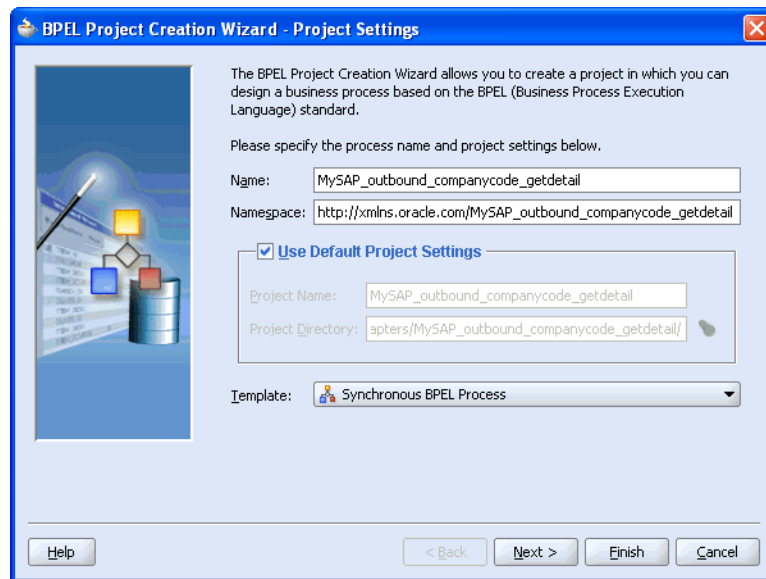 BPEL Project Creation Wizard - Project Settings
The BPEL Project Creation Wizard allows you to create a project in which you can
design a business process based on the BPEL (Business Process Execution
Language) standard.
Please specify the process name and project settings below.
Name: MySAP_outbound_companycode_getdetail
Namespace: http://xmlns.oracle.com/MySAP_outbound_companycode_getdetail
Use Default Project Settings
Project Name: MySAP_outbound_companycode_getdetail
Project Directory: apters/MySAP_outbound_companycode_getdetail/
Template: Synchronous BPEL Process
Help < Back Next > Finish Cancel